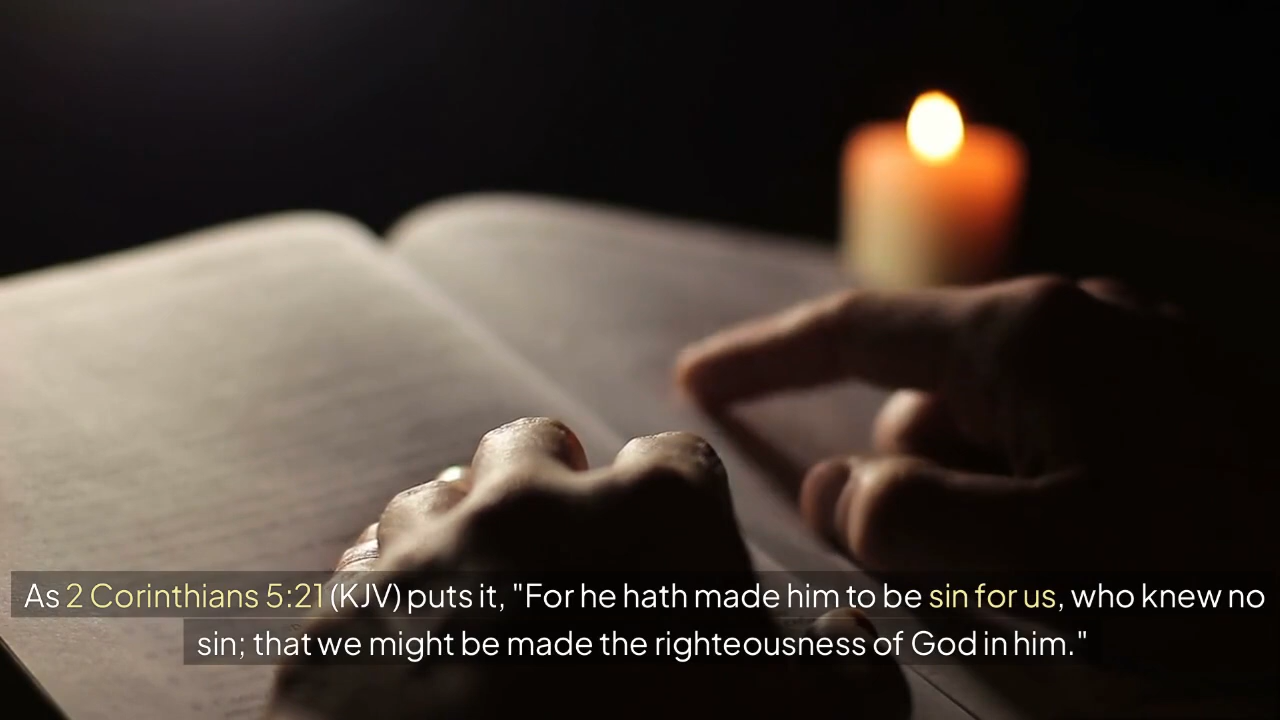 As 2 Corinthians 5:21 (KJV) puts it, "For he hath made him to be sin for us, who knew no
sin; that we might be made the righteousness of God in him."